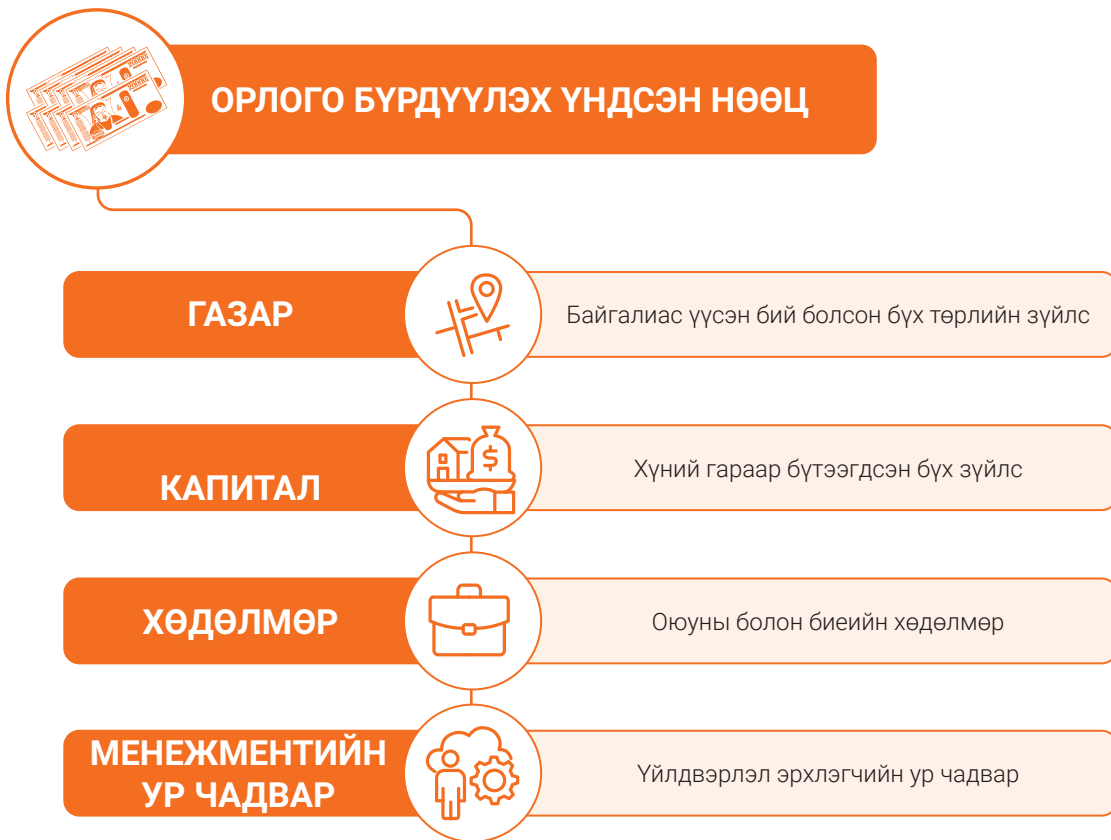 ОРЛОГО БҮРДҮҮЛЭХ ҮНДСЭН НӨӨЦ
ГАЗАР
Байгалиас үүсэн бий болсон бүх төрлийн зүйлс
КАПИТАЛ
Хүний гараар бүтээгдсэн бүх зүйлс
ХӨДӨЛМӨР
Оюуны болон биеийн хөдөлмөр
МЕНЕЖМЕНТИЙН
УР ЧАДВАР
Үйлдвэрлэл эрхлэгчийн ур чадвар